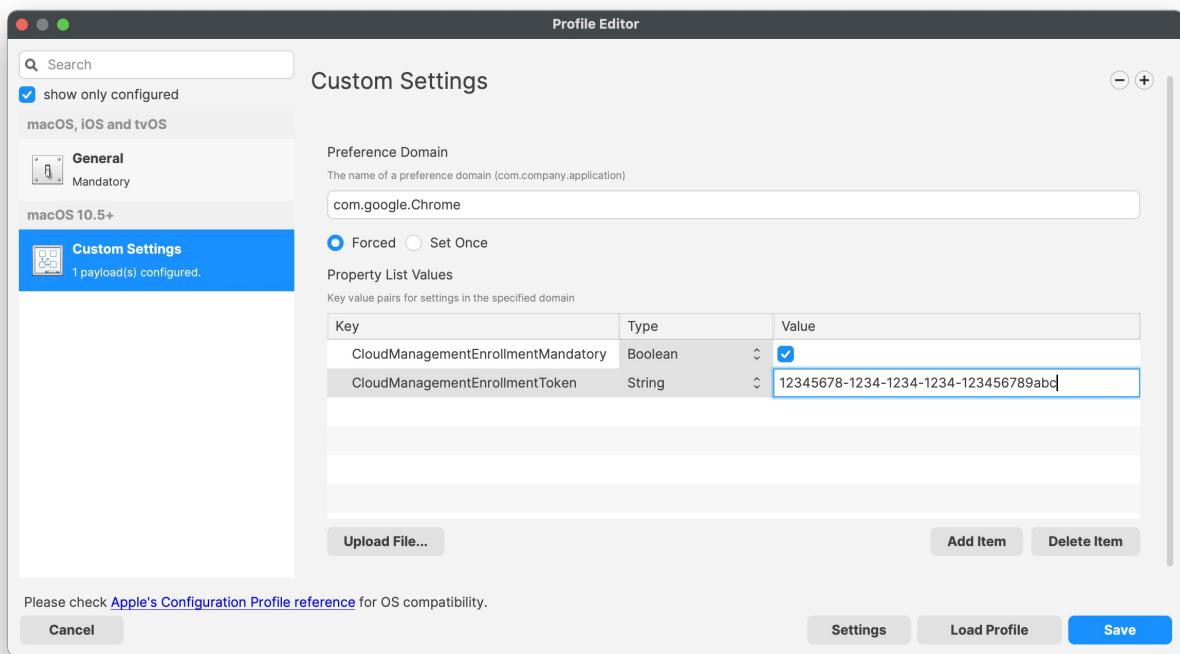 Profile Editor
Search
show only configured
macOS, iOS and tvOS
General
Mandatory
macOS 10.5+
Custom Settings
1 payload(s) configured.
Custom Settings
Preference Domain
The name of a preference domain (com.company.application)
com.google.Chrome
Forced Set Once
Property List Values
Key value pairs for settings in the specified domain
Key Type Value
CloudManagementEnrollmentMandatory Boolean
CloudManagementEnrollmentToken String 12345678-1234-1234-1234-123456789abc
Upload File... Add Item Delete Item
Please check Apple's Configuration Profile reference for OS compatibility.
Cancel Settings Load Profile Save